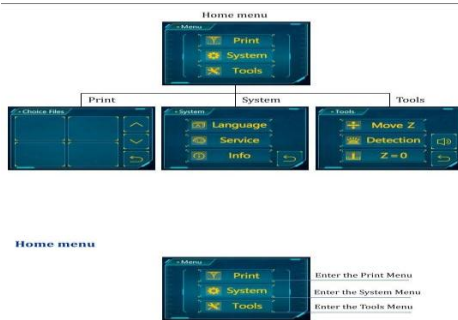 Home menu
Menu
Print
System
Tools
Print
System
Tools
Choice Files
System
Language
Service
Info
Tools
Move Z
Detection
Z = 0
Home menu
Menu
Print
System
Tools
Enter the Print Menu
Enter the System Menu
Enter the Tools Menu